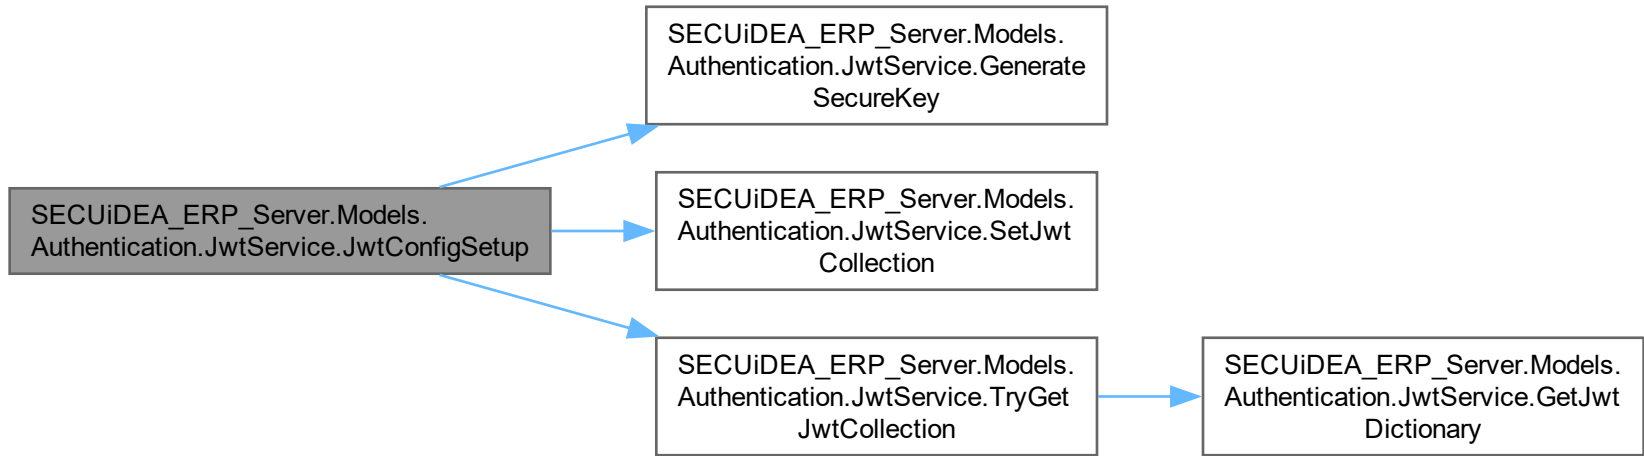 SECUiDEA_ERP_Server.Models.
Authentication.JwtService.JwtConfigSetup
SECUiDEA_ERP_Server.Models.
Authentication.JwtService.Generate
SecureKey
SECUiDEA_ERP_Server.Models.
Authentication.JwtService.SetJwt
Collection
SECUiDEA_ERP_Server.Models.
Authentication.JwtService.TryGet
JwtCollection
SECUiDEA_ERP_Server.Models.
Authentication.JwtService.GetJwt
Dictionary